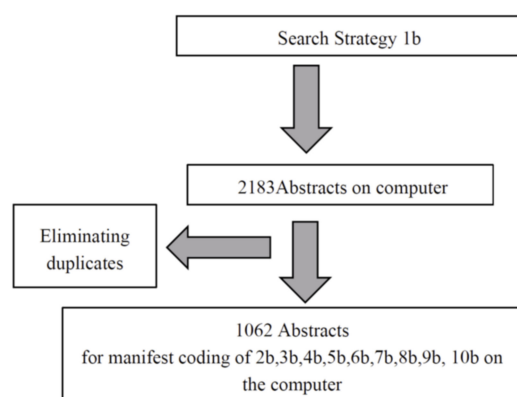 Search Strategy 1b
2183Abstracts on computer
Eliminating
duplicates
1062 Abstracts
for manifest coding of 2b,3b,4b,5b,6b,7b,8b,9b, 10b on
the computer